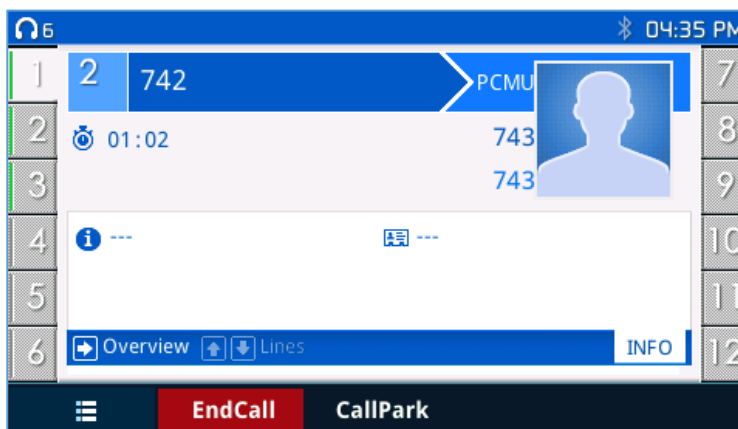 6 04:35 PM
1 2 742 PCMU 7
2 01:02 743 8
3 743 9
4 --- --- 10
5 11
6 Overview Lines INFO 12
EndCall CallPark